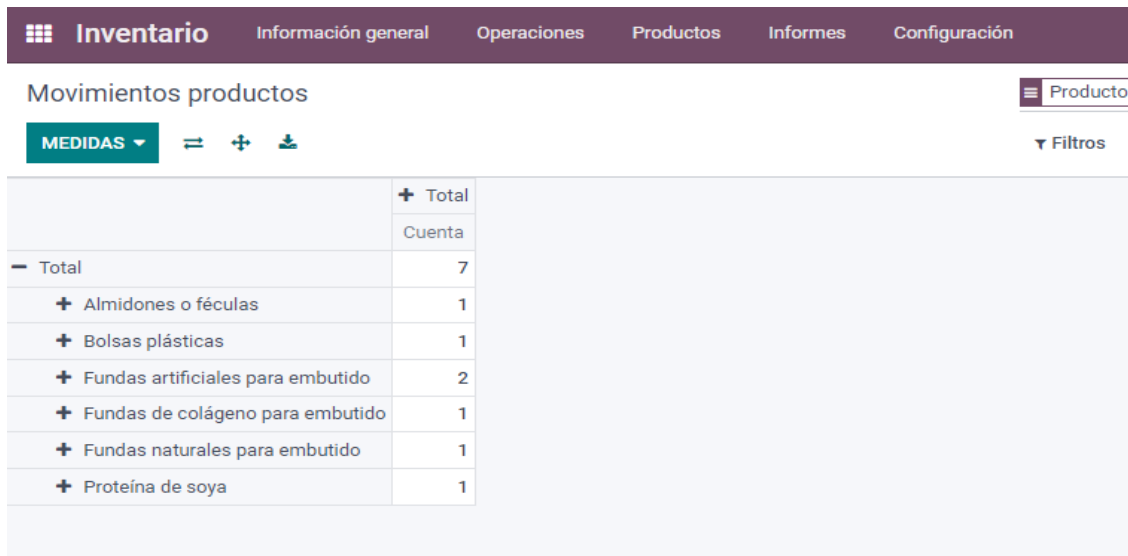 Inventario Información general Operaciones Productos Informes Configuración
Movimientos productos
Producto
MEDIDAS
Filtros
Total
Cuenta
Total 7
Almidones o féculas 1
Bolsas plásticas 1
Fundas artificiales para embutido 2
Fundas de colágeno para embutido 1
Fundas naturales para embutido 1
Proteína de soya 1